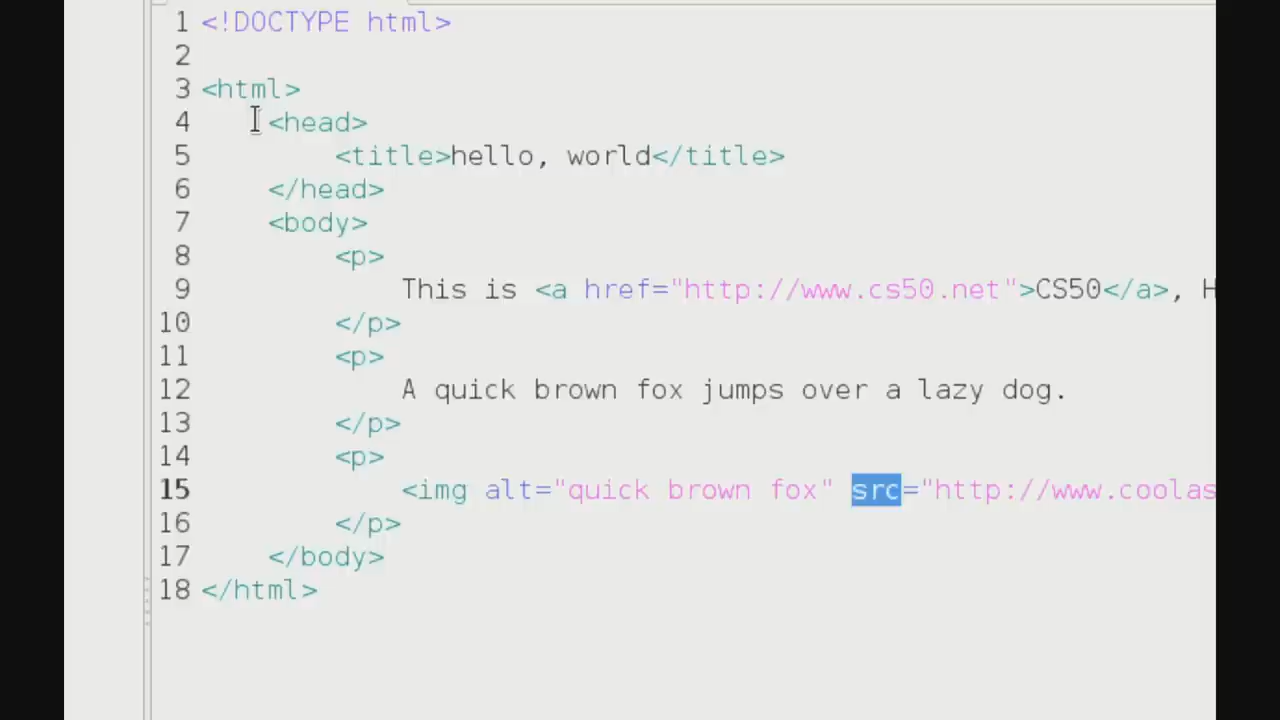 1 <!DOCTYPE html>
2
3 <html>
4 <head>
5 <title>hello, world</title>
6 </head>
7 <body>
8 <p>
9 This is <a href="http://www.cs50.net">CS50</a>, H
10 </p>
11 <p>
12 A quick brown fox jumps over a lazy dog.
13 </p>
14 <p>
15 <img alt="quick brown fox" src="http://www.coolas
16 </p>
17 </body>
18 </html>